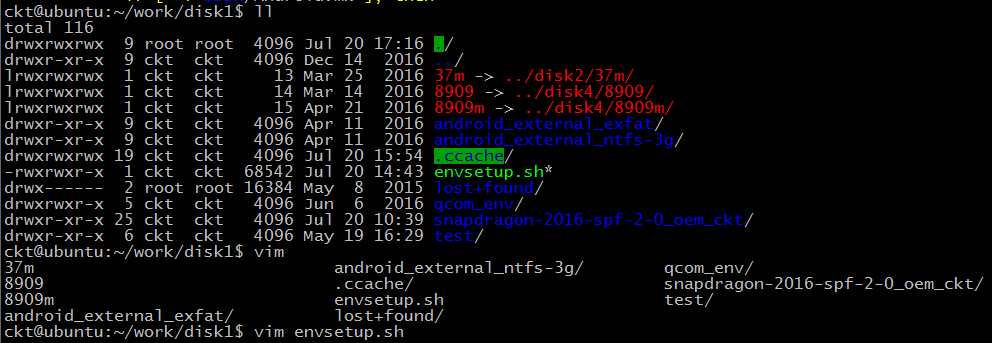 ckt@ubuntu:~/work/disk1$ ll
total 116
drwxrwxrwx  9 root root  4096 Jul 20 17:16 ./
drwxr-xr-x  9 ckt  ckt   4096 Dec 14  2016 ../
lrwxrwxrwx  1 ckt  ckt     13 Mar 25  2016 37m -> ../disk2/37m/
lrwxrwxrwx  1 ckt  ckt     14 Mar 14  2016 8909 -> ../disk4/8909/
lrwxrwxrwx  1 ckt  ckt     15 Apr 21  2016 8909m -> ../disk4/8909m/
drwxr-xr-x  9 ckt  ckt   4096 Apr 11  2016 android_external_exfat/
drwxr-xr-x  9 ckt  ckt   4096 Apr 11  2016 android_external_ntfs-3g/
drwxrwxrwx 19 ckt  ckt   4096 Jul 20 15:54 .ccache/
-rwxrwxr-x  1 ckt  ckt  68542 Jul 20 14:43 envsetup.sh*
drwx------  2 root root 16384 May  8  2015 lost+found/
drwxrwxr-x  5 ckt  ckt   4096 Jun  6  2016 qcom_env/
drwxrwxr-x 25 ckt  ckt   4096 Jul 20 10:39 snapdragon-2016-spf-2-0_oem_ckt/
drwxr-xr-x  6 ckt  ckt   4096 May 19 16:29 test/
ckt@ubuntu:~/work/disk1$ vim
37m                          android_external_ntfs-3g/    qcom_env/
8909                         .ccache/                     snapdragon-2016-spf-2-0_oem_ckt/
8909m                        envsetup.sh                  test/
android_external_exfat/      lost+found/
ckt@ubuntu:~/work/disk1$ vim envsetup.sh